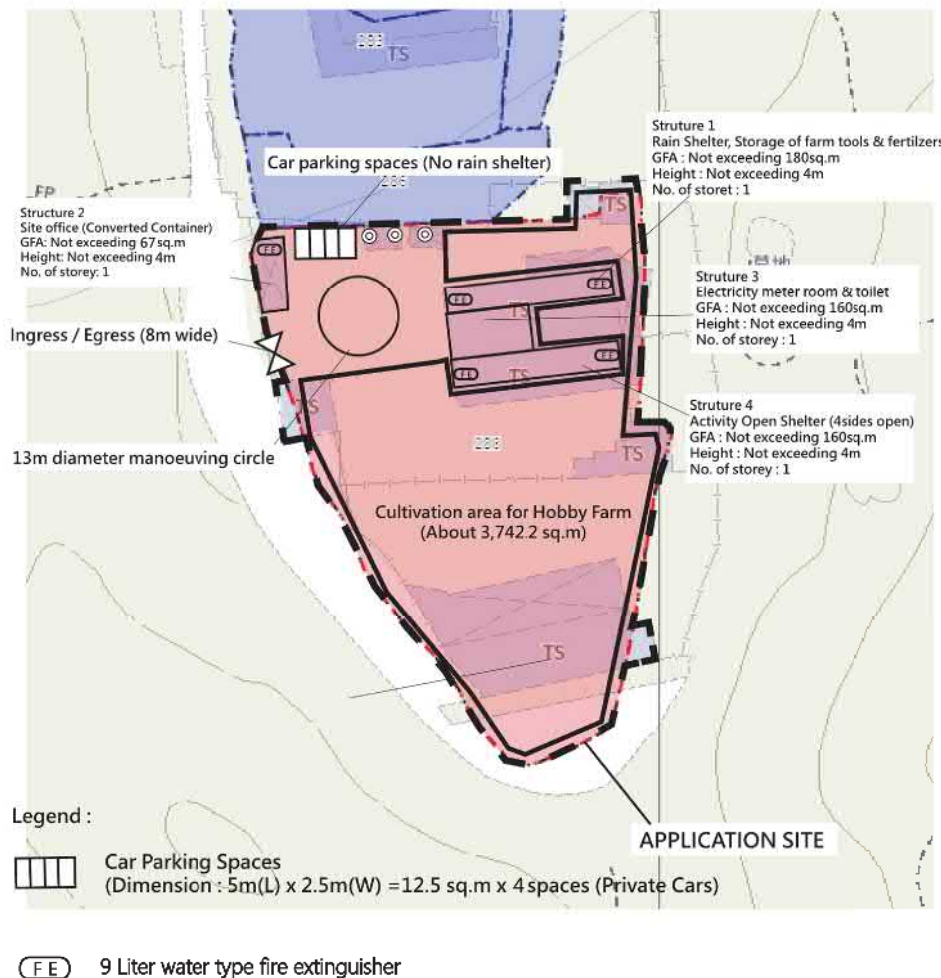 283
TS
Car parking spaces (No rain shelter)
286
FP
Struture 1
Rain Shelter, Storage of farm tools & fertilzers
GFA : Not exceeding 180sq.m
Height : Not exceeding 4m
No. of storet : 1
TS
Structure 2
Site office (Converted Container)
GFA: Not exceeding 67 sq.m
Height: Not exceeding 4m
No. of storey: 1
FE
FE
FE
TS
墓地
Struture 3
Electricity meter room & toilet
GFA : Not exceeding 160sq.m
Height : Not exceeding 4m
No. of storey : 1
Ingress / Egress (8m wide)
FE
FE
TS
TS
Struture 4
Activity Open Shelter (4sides open)
GFA : Not exceeding 160sq.m
Height : Not exceeding 4m
No. of storey : 1
13m diameter manoeuving circle
TS
Cultivation area for Hobby Farm
(About 3,742.2 sq.m)
TS
APPLICATION SITE
Legend :
Car Parking Spaces
(Dimension : 5m(L) x 2.5m(W) =12.5 sq.m x 4 spaces (Private Cars)
FE 9 Liter water type fire extinguisher